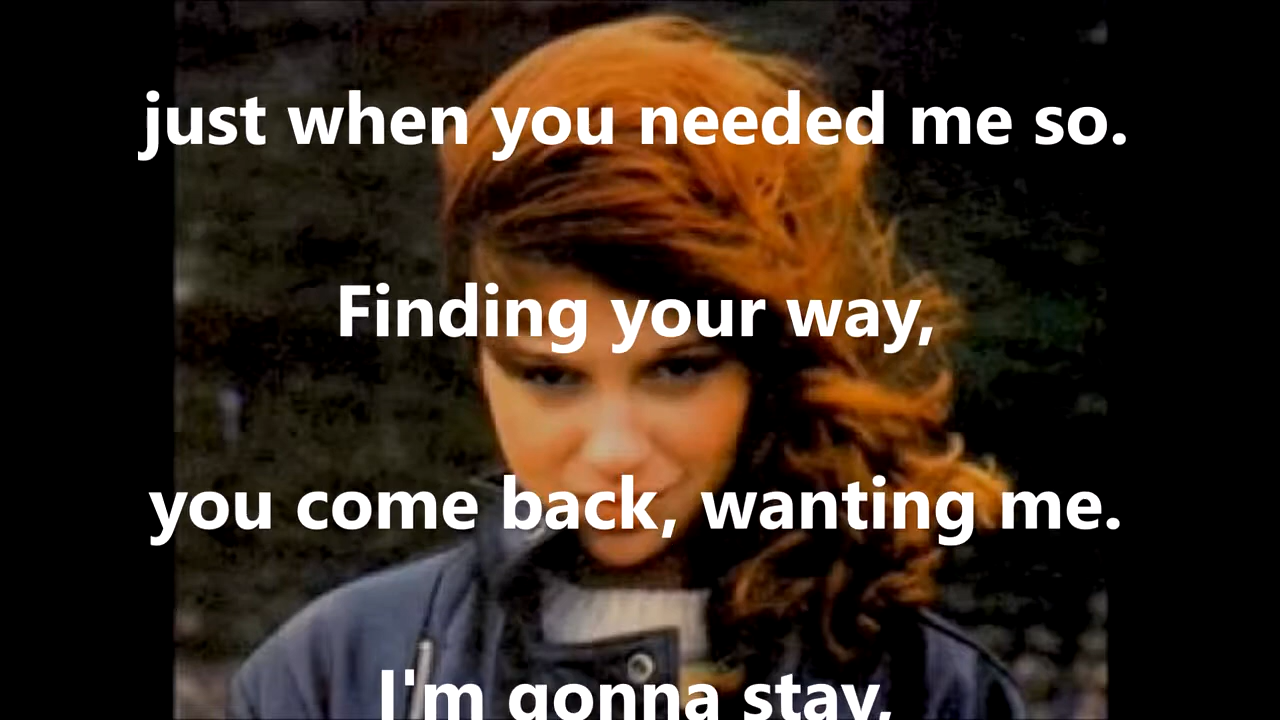 just when you needed me so.
Finding your way,
you come back, wanting me.
I'm gonna stay,